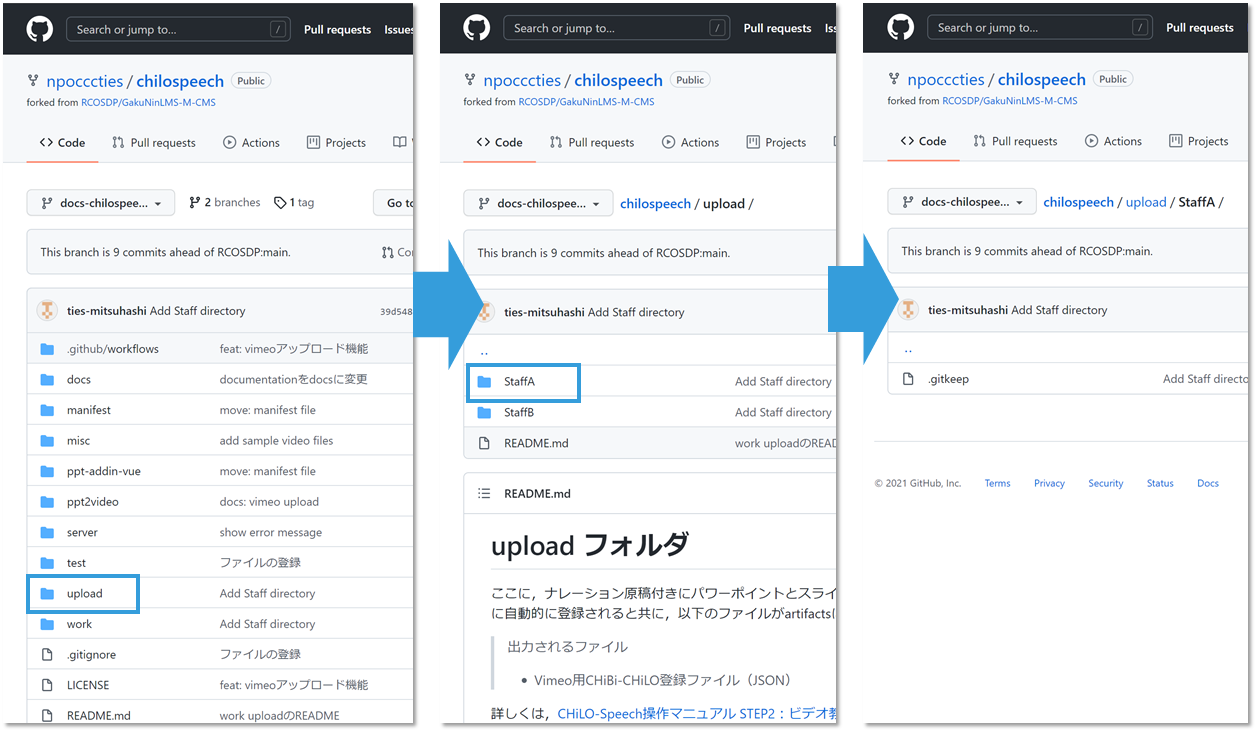 Search or jump to... /
Pull requests
Issues
npocccties / chilospeech Public
forked from RCOSDP/GakuNinLMS-M-CMS
Code
Pull requests
Actions
Projects
docs-chilospee...
2 branches
1 tag
Go to
This branch is 9 commits ahead of RCOSDP:main.
ties-mitsuhashi Add Staff directory
39d548
.github/workflows feat: vimeoアップロード機能
docs documentationをdocsに変更
manifest move: manifest file
misc add sample video files
ppt-addin-vue move: manifest file
ppt2video docs: vimeo upload
server show error message
test ファイルの登録
upload Add Staff directory
work Add Staff directory
.gitignore ファイルの登録
LICENSE feat: vimeoアップロード機能
README.md work uploadのREADME
Search or jump to... /
Pull requests
npocccties / chilospeech Public
forked from RCOSDP/GakuNinLMS-M-CMS
Code
Pull requests
Actions
Projects
docs-chilospee...
chilospeech / upload /
This branch is 9 commits ahead of RCOSDP:main.
ties-mitsuhashi Add Staff directory
..
StaffA Add Staff directory
StaffB Add Staff directory
README.md work uploadのREAD
README.md
upload フォルダ
ここに，ナレーション原稿付きにパワーポイントとスライ
に自動的に登録されると共に，以下のファイルがartifactsに
出力されるファイル
• Vimeo用CHiBi-CHiLO登録ファイル（JSON）
詳しくは，CHiLO-Speech操作マニュアル STEP2：ビデオ教
Search or jump to... /
Pull requests
npocccties / chilospeech Public
forked from RCOSDP/GakuNinLMS-M-CMS
Code
Pull requests
Actions
Projects
docs-chilospee...
chilospeech / upload / StaffA /
This branch is 9 commits ahead of RCOSDP:main.
ties-mitsuhashi Add Staff directory
..
.gitkeep Add Staff directo
© 2021 GitHub, Inc. Terms Privacy Security Status Docs